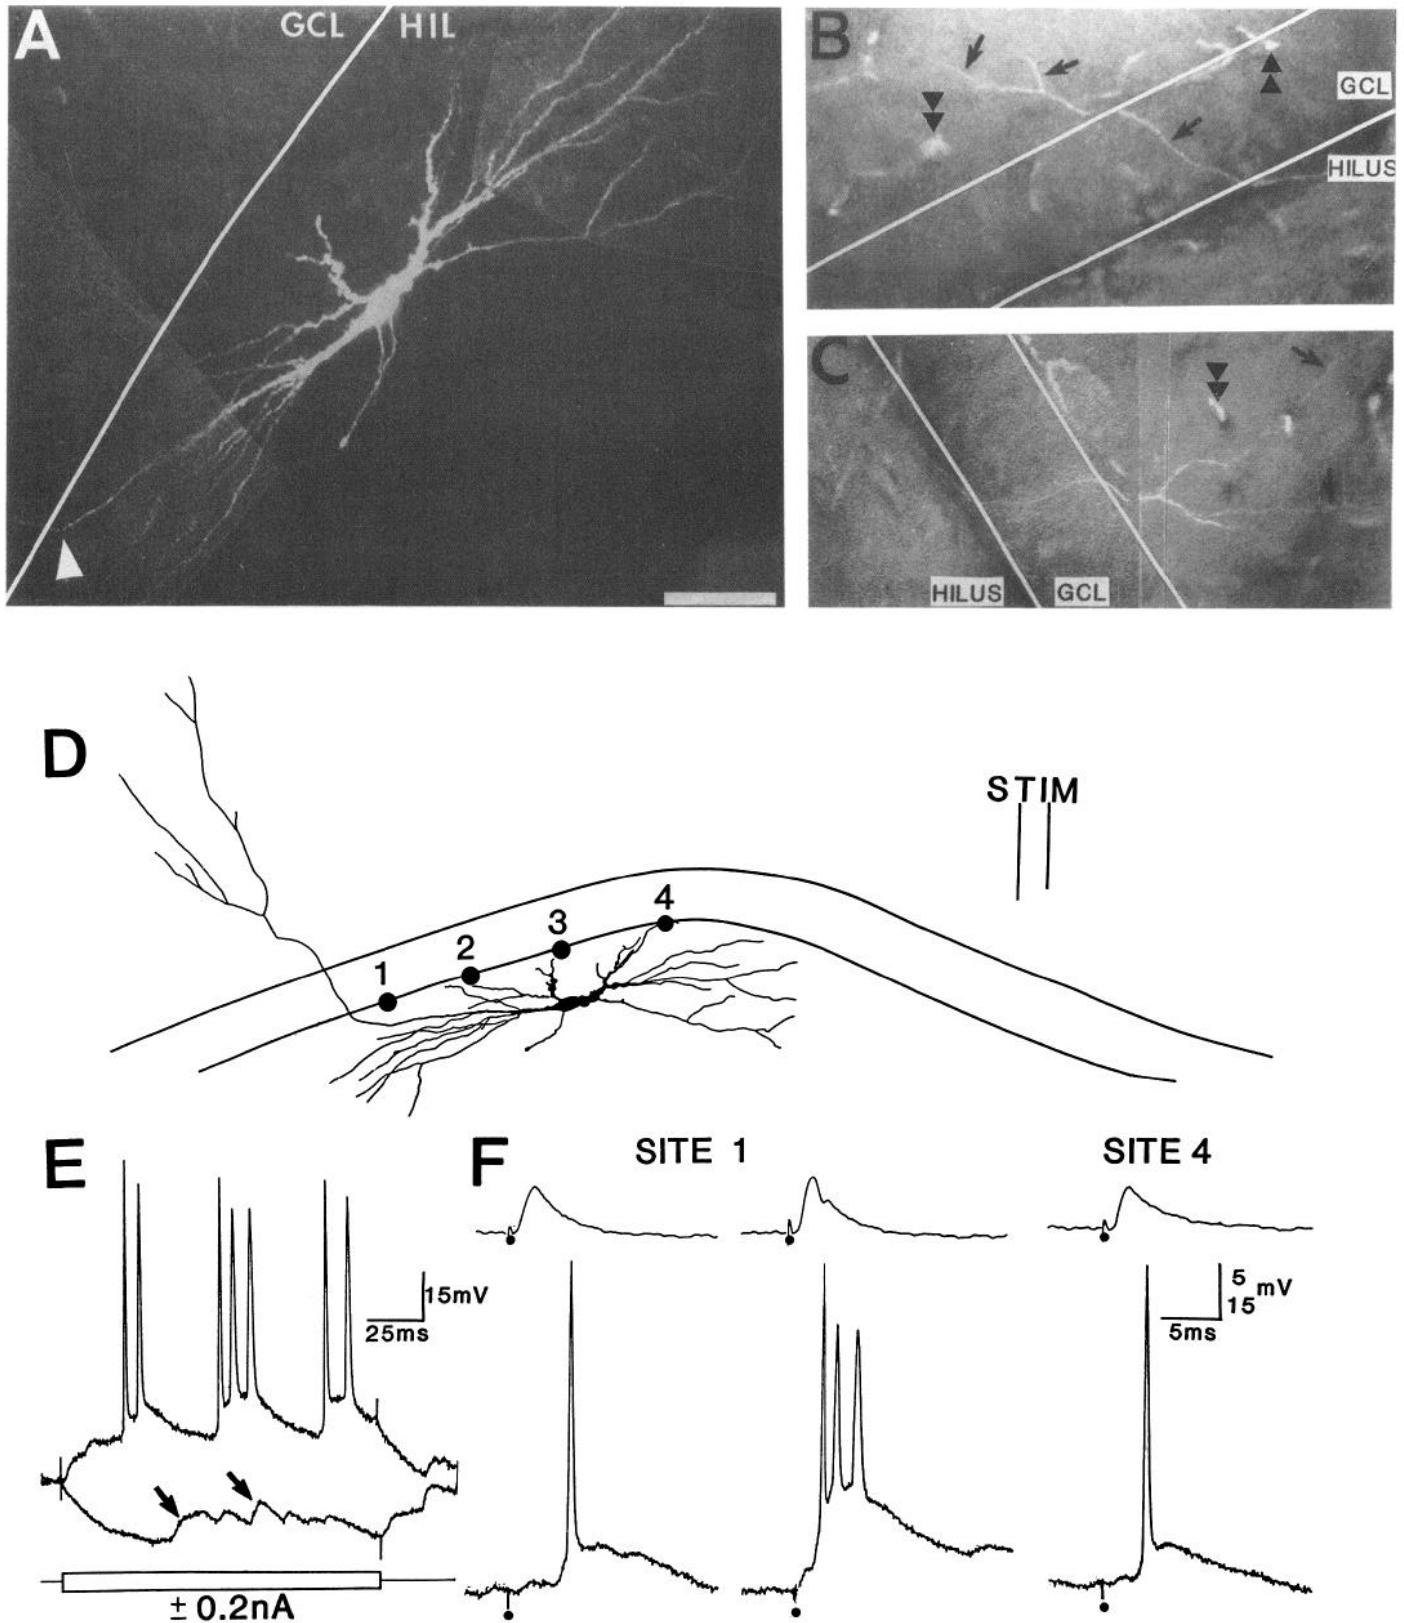 A
GCL HIL
B
GCL
HILUS
C
HILUS GCL
D
STIM
1
2
3
4
E
15mV
25ms
± 0.2nA
F
SITE 1
SITE 4
5
15 mV
5ms